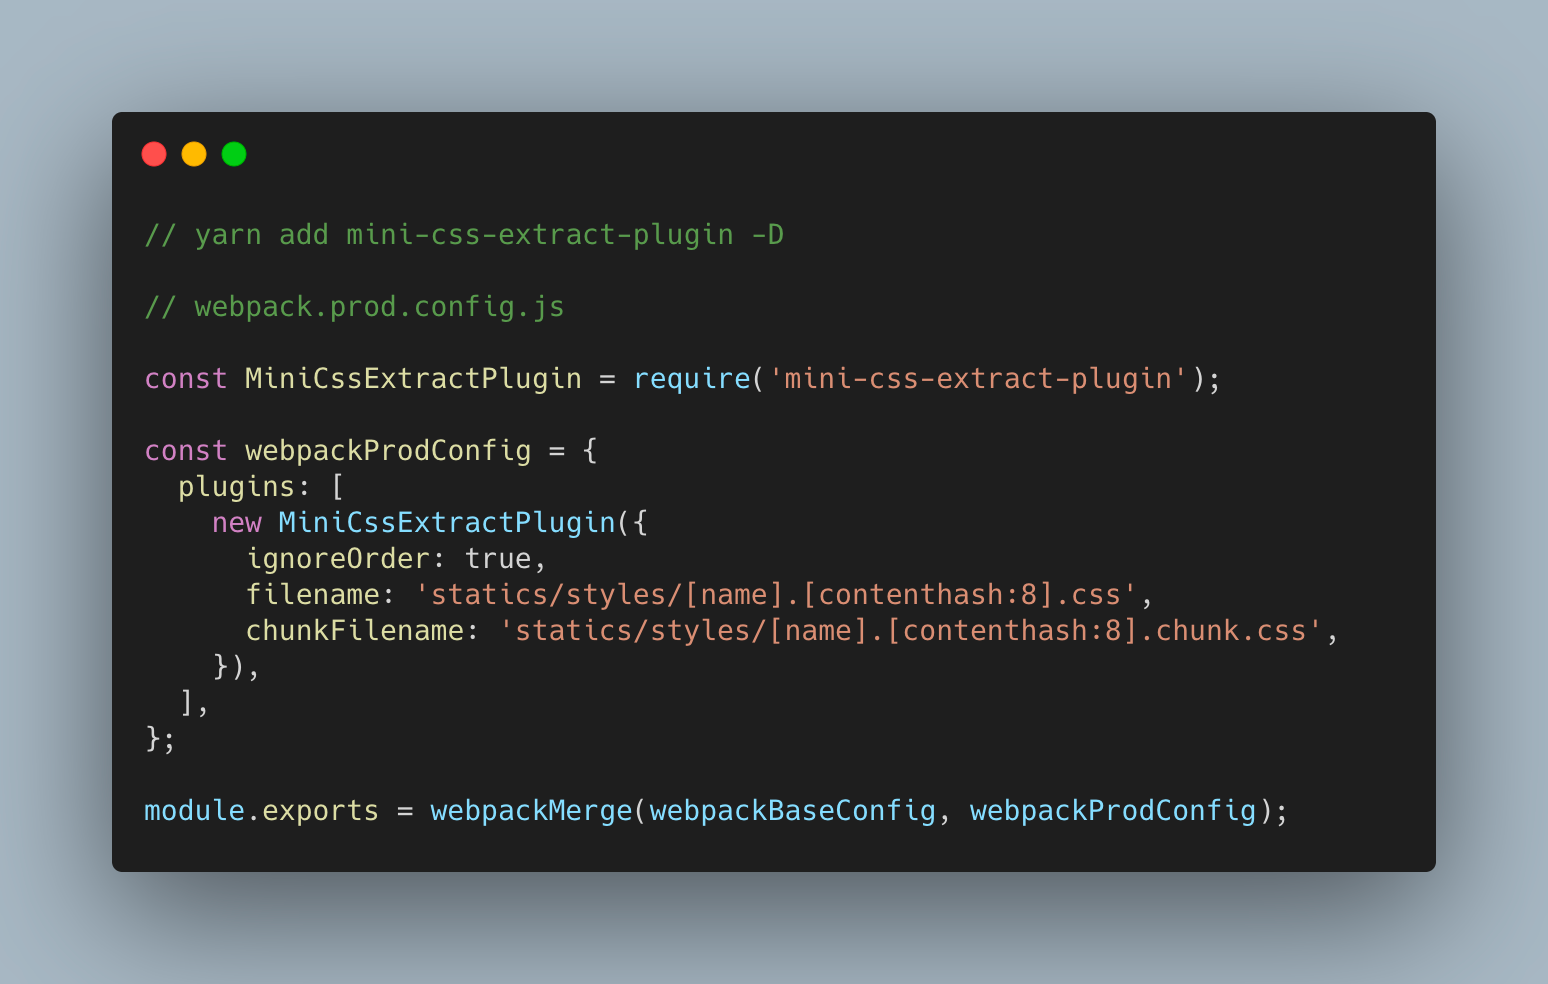 // yarn add mini-css-extract-plugin -D
// webpack.prod.config.js
const MiniCssExtractPlugin = require('mini-css-extract-plugin');
const webpackProdConfig = {
  plugins: [
    new MiniCssExtractPlugin({
      ignoreOrder: true,
      filename: 'statics/styles/[name].[contenthash:8].css',
      chunkFilename: 'statics/styles/[name].[contenthash:8].chunk.css',
    }),
  ],
};
module.exports = webpackMerge(webpackBaseConfig, webpackProdConfig);